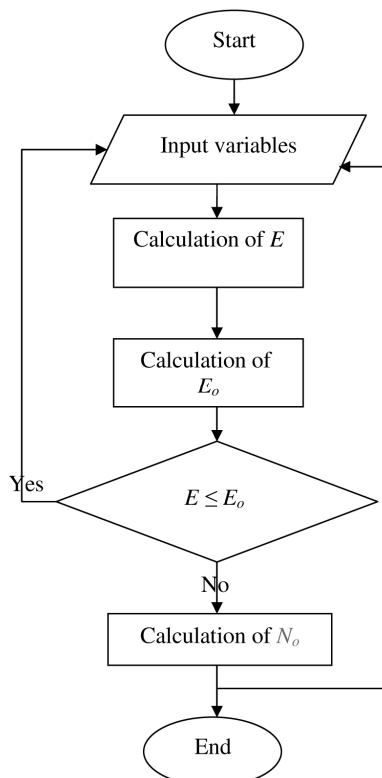 Start
Input variables
Calculation of E
Calculation of
Eₒ
E ≤ Eₒ
Yes
No
Calculation of Nₒ
End